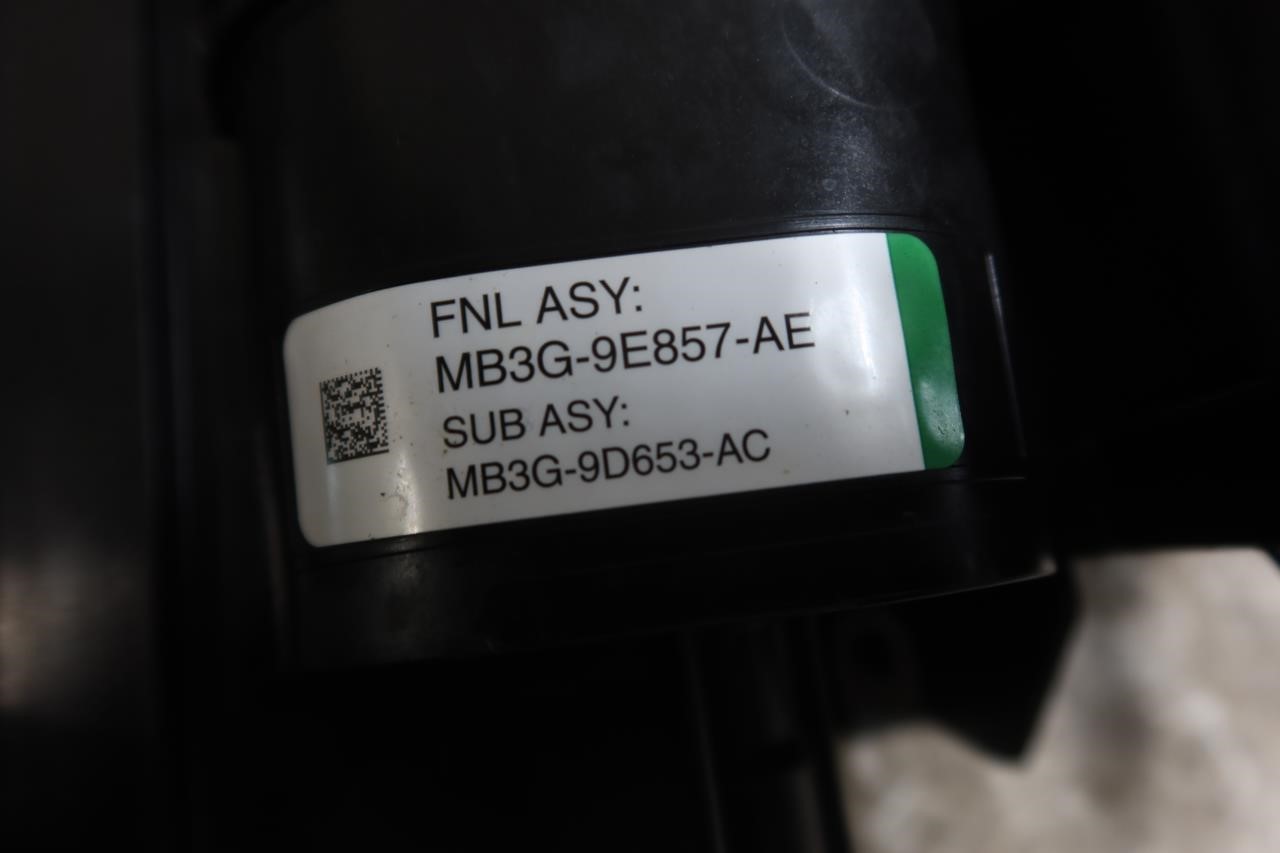 FNL ASY:
MB3G-9E857-AE
SUB ASY:
MB3G-9D653-AC